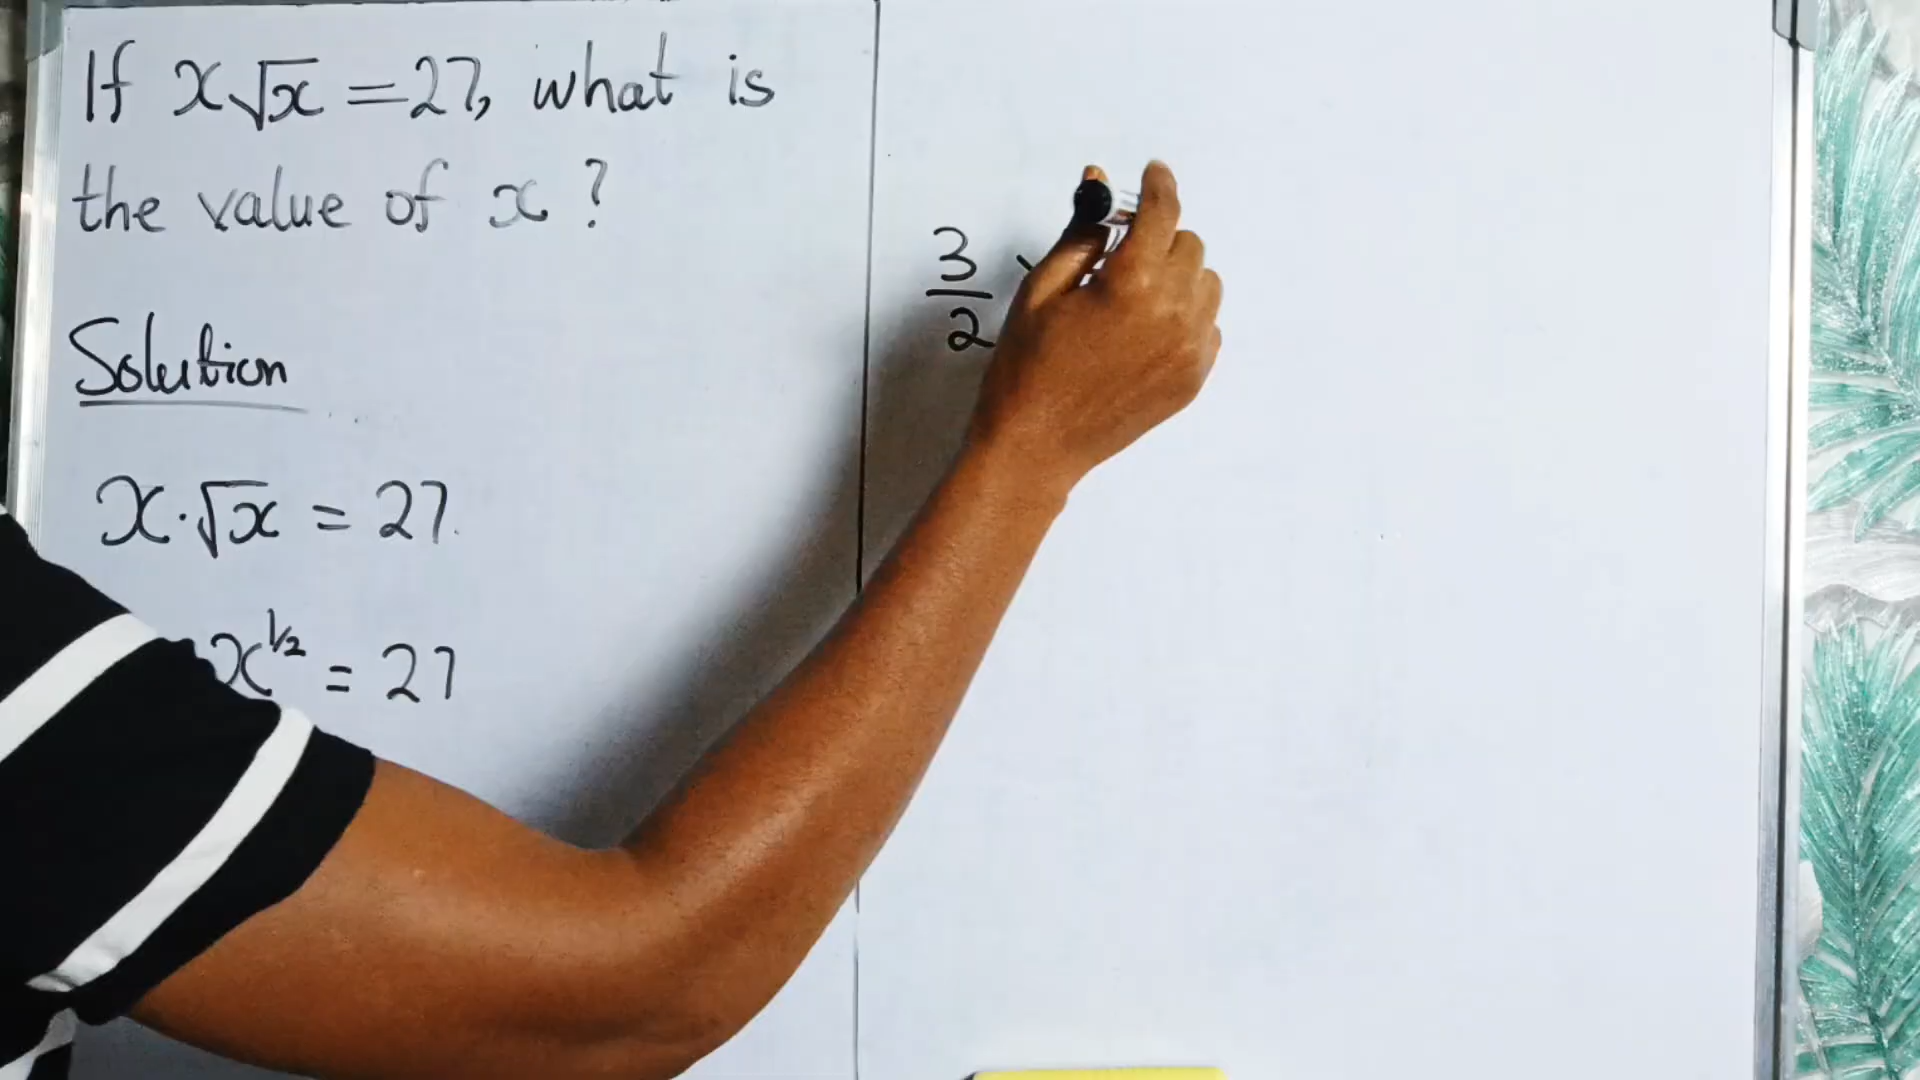 If x√x = 27, what is
the value of x ?
Solution
x·√x = 27.
x^1/2 = 27
3/2